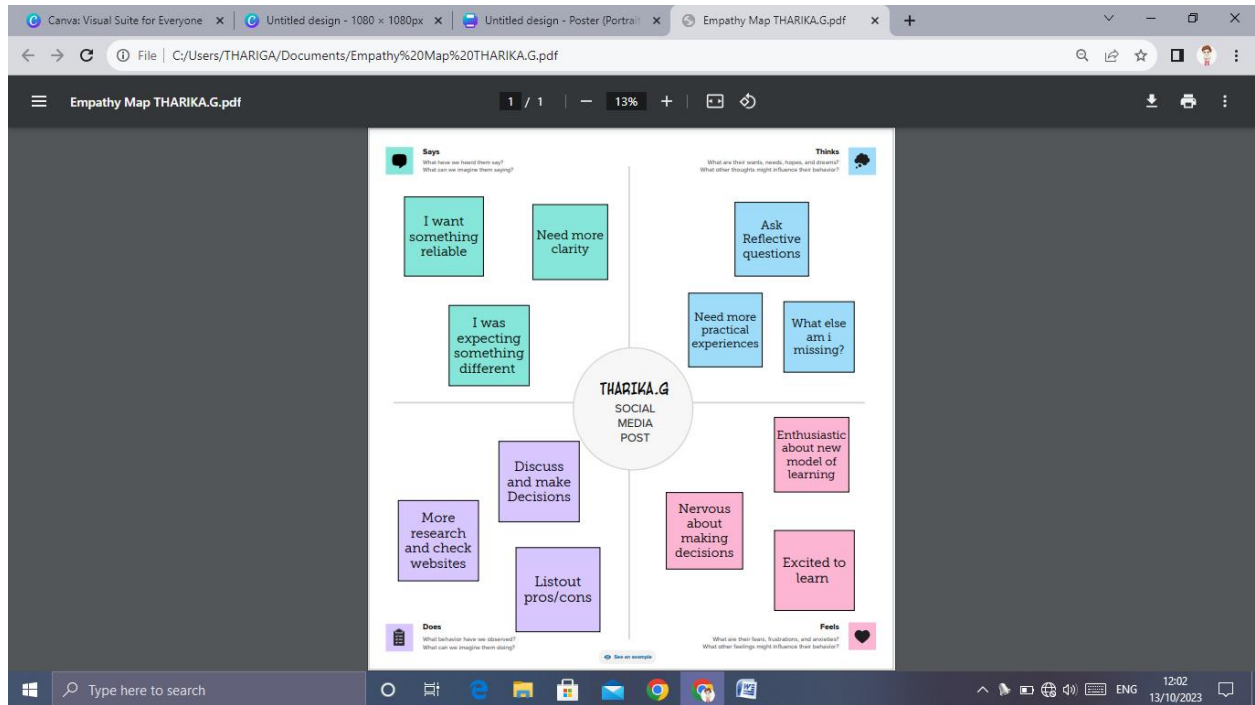 Canva: Visual Suite for Everyone
Untitled design - 1080 × 1080px
Untitled design - Poster (Portrait
Empathy Map THARIKA.G.pdf
File | C:/Users/THARIGA/Documents/Empathy%20Map%20THARIKA.G.pdf
Empathy Map THARIKA.G.pdf
1 / 1
13%
Says
What have we heard them say?
What can we imagine them saying?
I want
something
reliable
Need more
clarity
I was
expecting
something
different
Thinks
What are their wants, needs, hopes, and dreams?
What other thoughts might influence their behavior?
Ask
Reflective
questions
Need more
practical
experiences
What else
am i
missing?
THARIKA.G
SOCIAL
MEDIA
POST
Discuss
and make
Decisions
More
research
and check
websites
Listout
pros/cons
Does
What behavior have we observed?
What can we imagine them doing?
Enthusiastic
about new
model of
learning
Nervous
about
making
decisions
Excited to
learn
Feels
What are their fears, frustrations, and anxieties?
What other feelings might influence their behavior?
See an example
Type here to search
ENG
12:02
13/10/2023